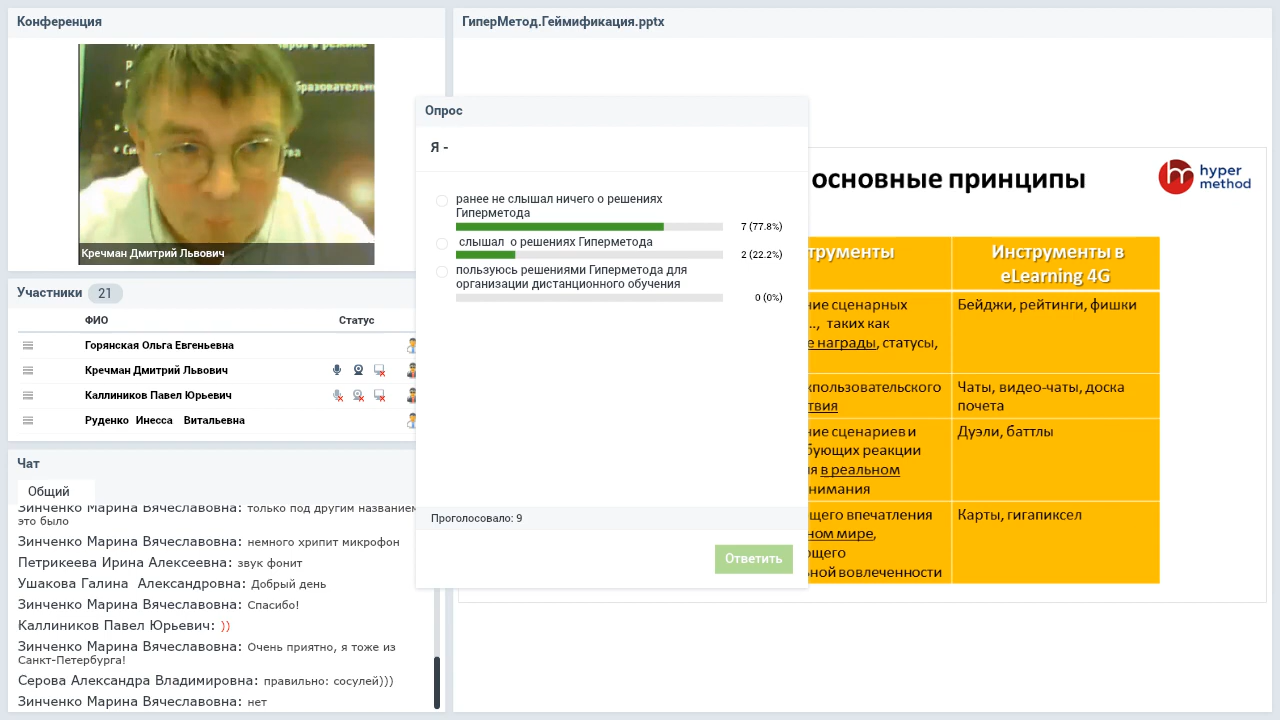 Конференция
Кречман Дмитрий Львович
Участники 21
ФИО Статус
Горянская Ольга Евгеньевна
Кречман Дмитрий Львович
Каллиников Павел Юрьевич
Руденко Инесса Витальевна
Чат
Общий
Зинченко Марина Вячеславовна: только под другим названием
это было
Зинченко Марина Вячеславовна: немного хрипит микрофон
Петрикеева Ирина Алексеевна: звук фонит
Ушакова Галина Александровна: Добрый день
Зинченко Марина Вячеславовна: Спасибо!
Каллиников Павел Юрьевич: ))
Зинченко Марина Вячеславовна: Очень приятно, я тоже из
Санкт-Петербурга!
Серова Александра Владимировна: правильно: сосулей)))
Зинченко Марина Вячеславовна: нет
Опрос
Я -
ранее не слышал ничего о решениях
Гиперметода
7 (77.8%)
слышал о решениях Гиперметода
2 (22.2%)
пользуюсь решениями Гиперметода для
организации дистанционного обучения
0 (0%)
Проголосовало: 9
Ответить
ГиперМетод.Геймификация.pptx
основные принципы
hyper
method
трументы
Инструменты в
eLearning 4G
ние сценарных
.., таких как
е награды, статусы,
Бейджи, рейтинги, фишки
кпользовательского
твия
Чаты, видео-чаты, доска
почета
ние сценариев и
бующих реакции
я в реальном
нимания
Дуэли, баттлы
щего впечатления
ном мире,
ющего
ьной вовлеченности
Карты, гигапиксел